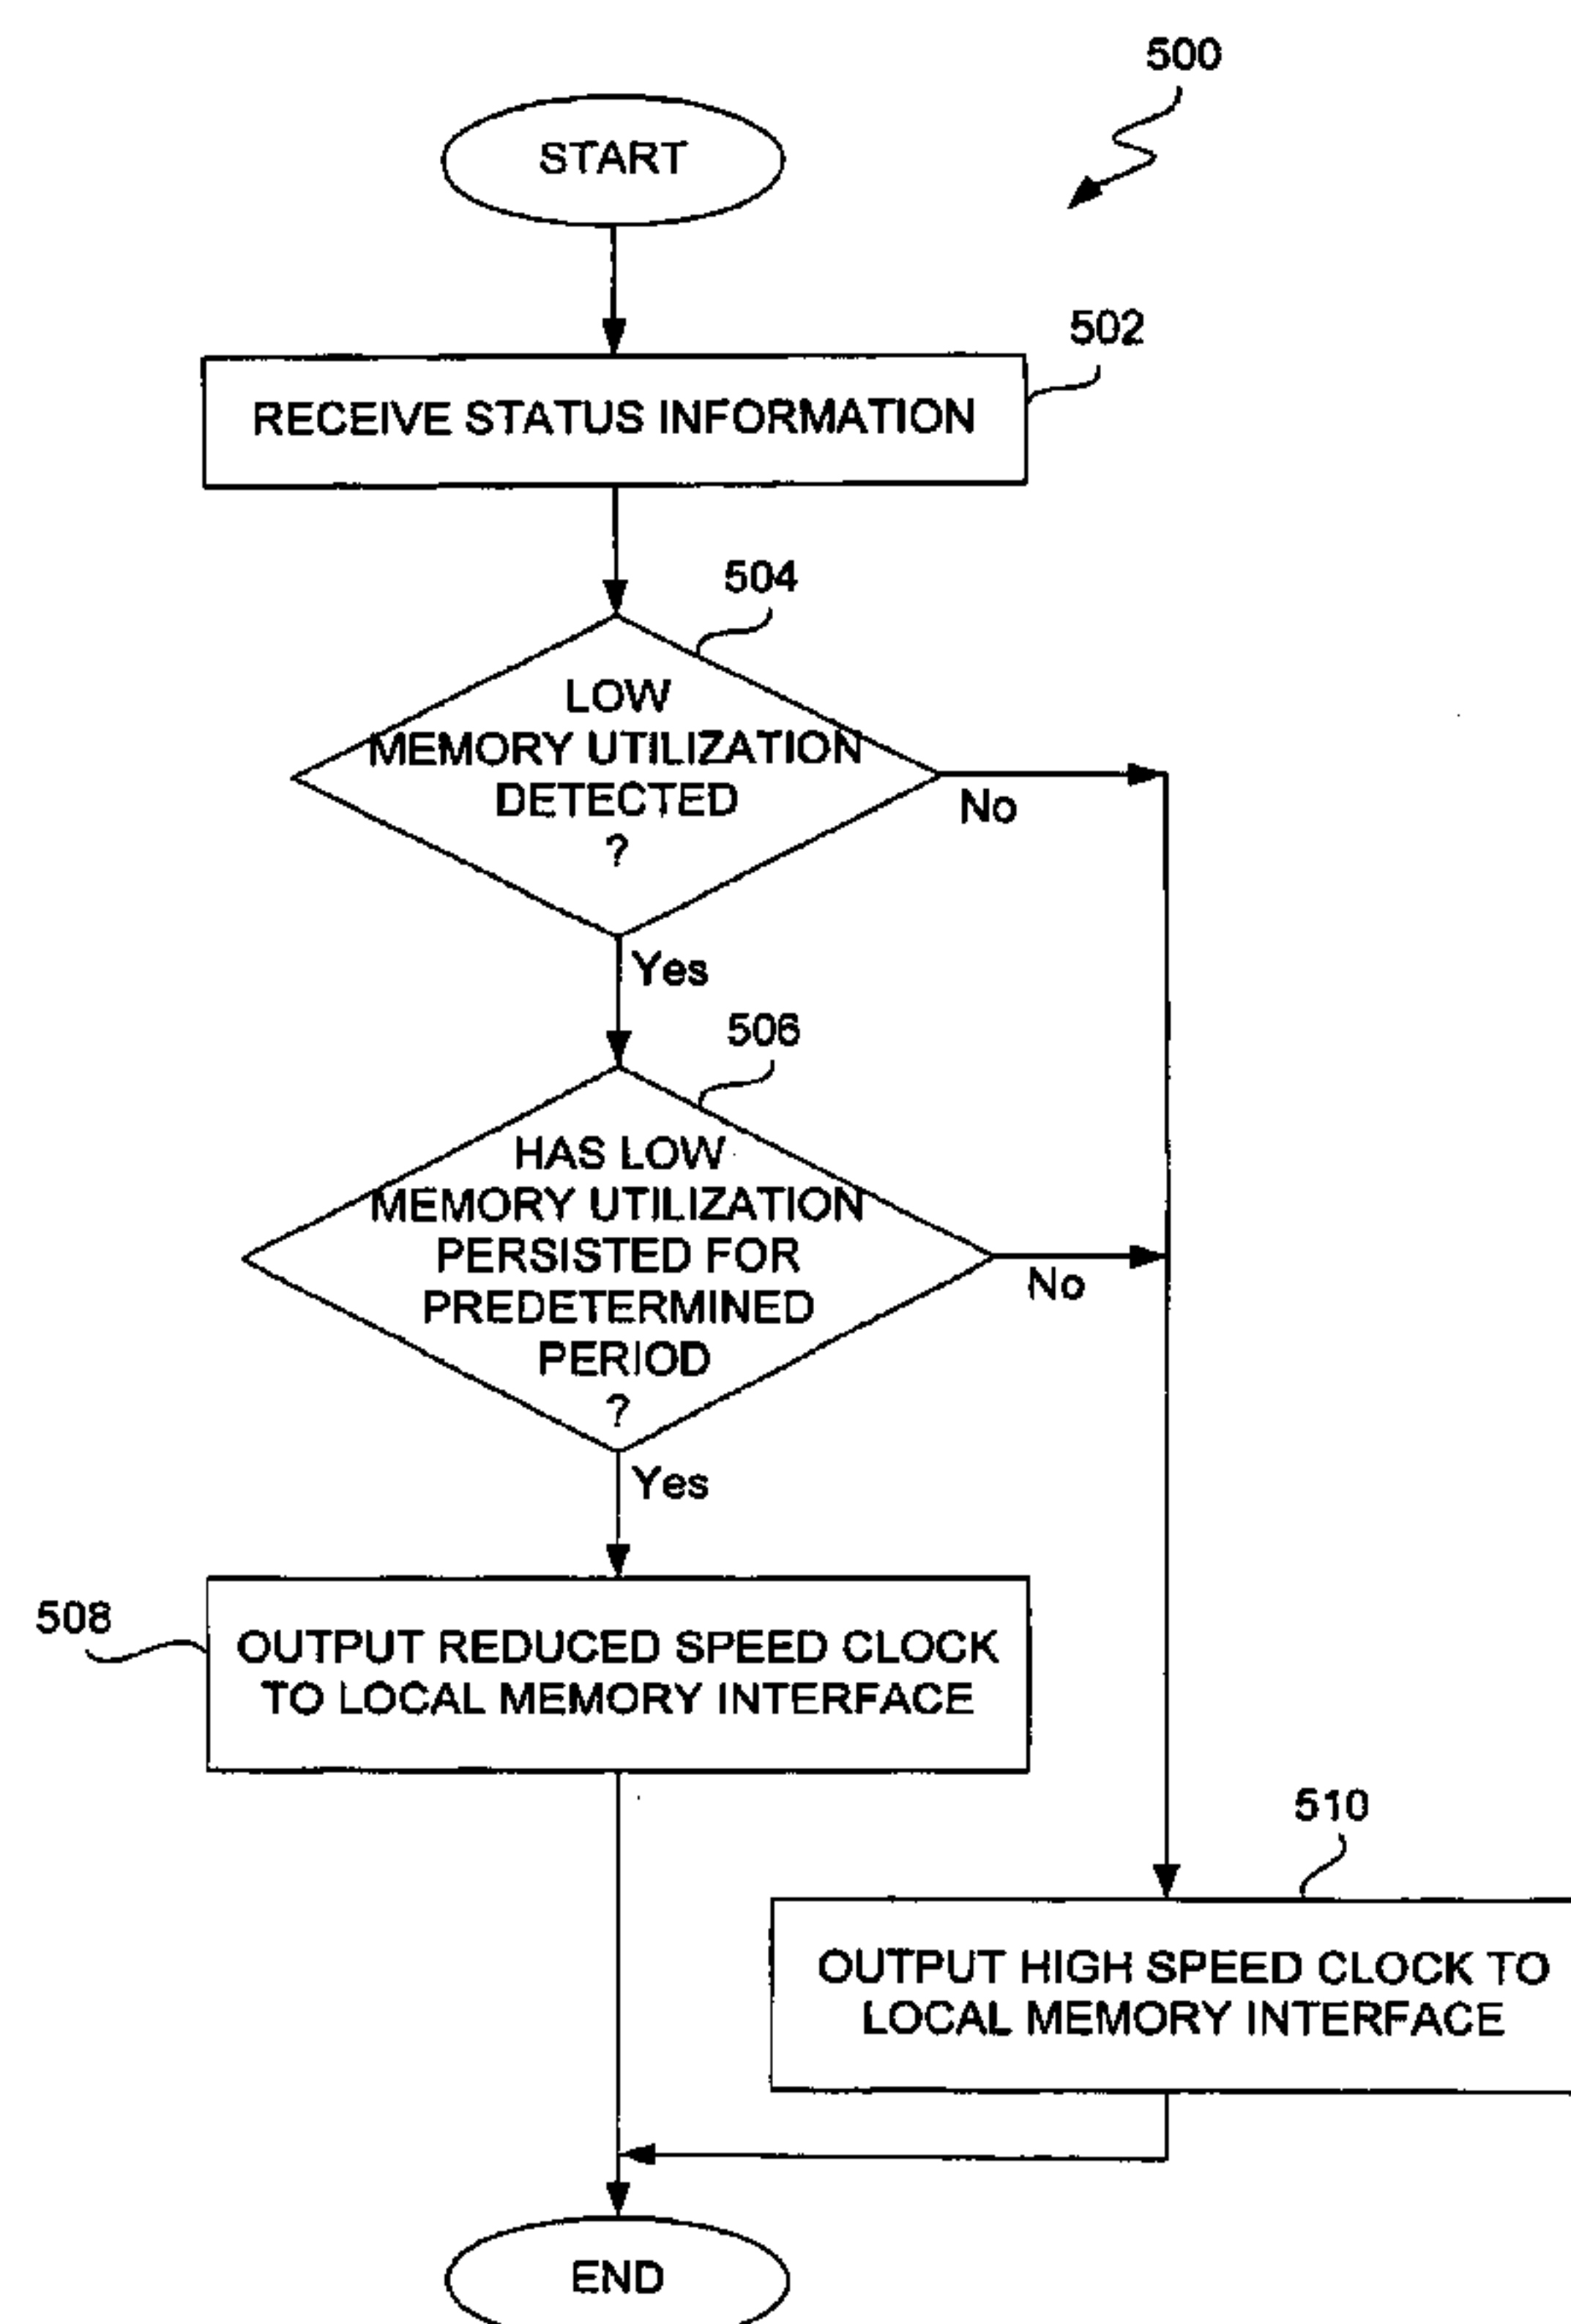 500
START
502
RECEIVE STATUS INFORMATION
504
LOW
MEMORY UTILIZATION
DETECTED
?
No
Yes
506
HAS LOW
MEMORY UTILIZATION
PERSISTED FOR
PREDETERMINED
PERIOD
?
No
Yes
508
OUTPUT REDUCED SPEED CLOCK
TO LOCAL MEMORY INTERFACE
510
OUTPUT HIGH SPEED CLOCK TO
LOCAL MEMORY INTERFACE
END